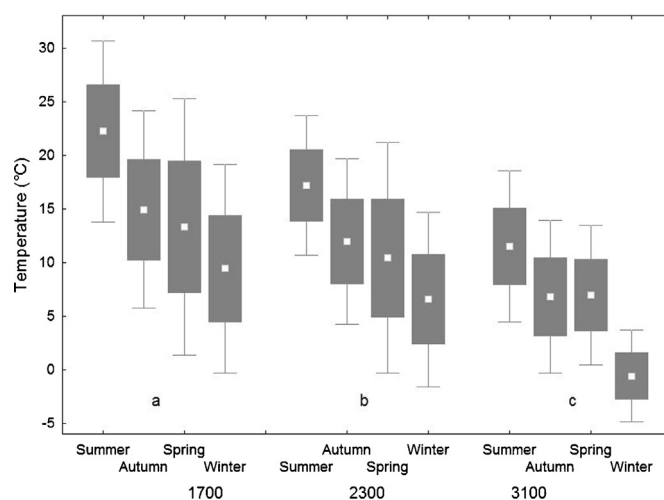 30
25
20
15
10
5
0
-5
Temperature (°C)
a b c
Spring Autumn Winter Summer Spring
Summer Autumn Winter Summer Spring Autumn Winter
1700 2300 3100